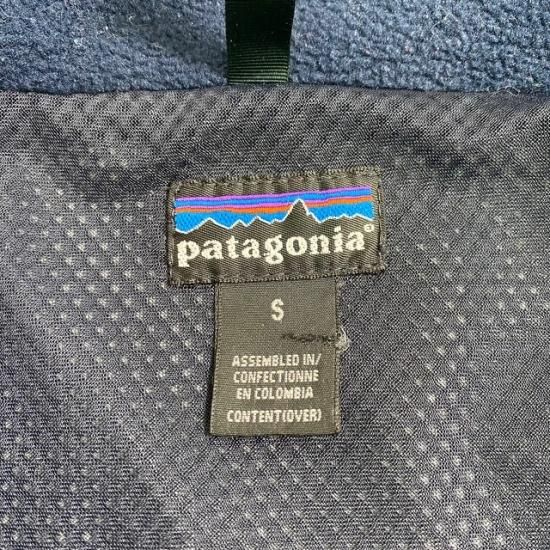 patagonia®
S
ASSEMBLED IN/
CONFECTIONNE
EN COLOMBIA
CONTENT(OVER)